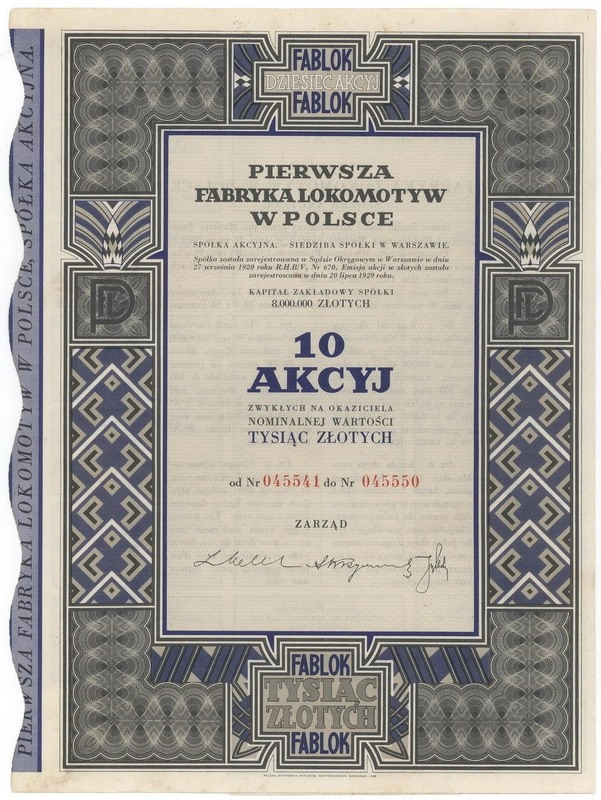 PIERWSZA FABRYKA LOKOMOTYW W POLSCE, SPÓŁKA AKCYJNA.
FABLOK
DZIESIĘĆ AKCYJ
FABLOK
PIERWSZA
FABRYKA LOKOMOTYW
W POLSCE
SPÓŁKA AKCYJNA. — SIEDZIBA SPÓŁKI W WARSZAWIE.
Spółka została zarejestrowana w Sądzie Okręgowym w Warszawie w dniu
27 września 1920 roku R.H.B/V. Nr 670. Emisja akcji w złotych została
zarejestrowana w dniu 20 lipca 1929 roku.
KAPITAŁ ZAKŁADOWY SPÓŁKI
8.000.000 ZŁOTYCH
10
AKCYJ
ZWYKŁYCH NA OKAZICIELA
NOMINALNEJ WARTOŚCI
TYSIĄC ZŁOTYCH
od Nr 045541 do Nr 045550
ZARZĄD
FABLOK
TYSIĄC
ZŁOTYCH
FABLOK